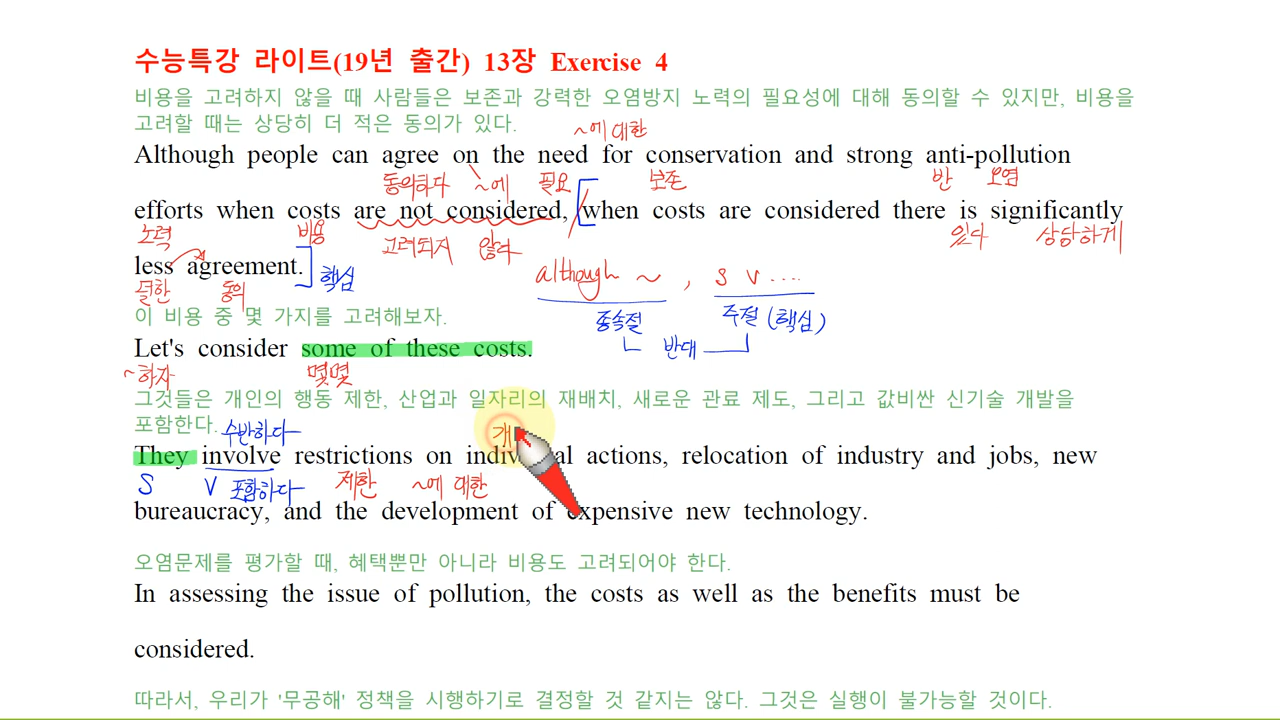 수능특강 라이트(19년 출간) 13장 Exercise 4
비용을 고려하지 않을 때 사람들은 보존과 강력한 오염방지 노력의 필요성에 대해 동의할 수 있지만, 비용을
고려할 때는 상당히 더 적은 동의가 있다.
~에 대한
Although people can agree on the need for conservation and strong anti-pollution
동의하다 ~에 필요 보존 반 오염
efforts when costs are not considered, when costs are considered there is significantly
노력 비용 고려되지 않다 있다 상당하게
less agreement. 핵심 although ~ , S V ....
덜한 동의 종속절 주절 (핵심)
이 비용 중 몇 가지를 고려해보자.
반대
Let's consider some of these costs.
~하자 몇몇
그것들은 개인의 행동 제한, 산업과 일자리의 재배치, 새로운 관료 제도, 그리고 값비싼 신기술 개발을
포함한다. 수반하다 개
They involve restrictions on individual actions, relocation of industry and jobs, new
S V 포함하다 제한 ~에 대한
bureaucracy, and the development of expensive new technology.
오염문제를 평가할 때, 혜택뿐만 아니라 비용도 고려되어야 한다.
In assessing the issue of pollution, the costs as well as the benefits must be
considered.
따라서, 우리가 '무공해' 정책을 시행하기로 결정할 것 같지는 않다. 그것은 실행이 불가능할 것이다.